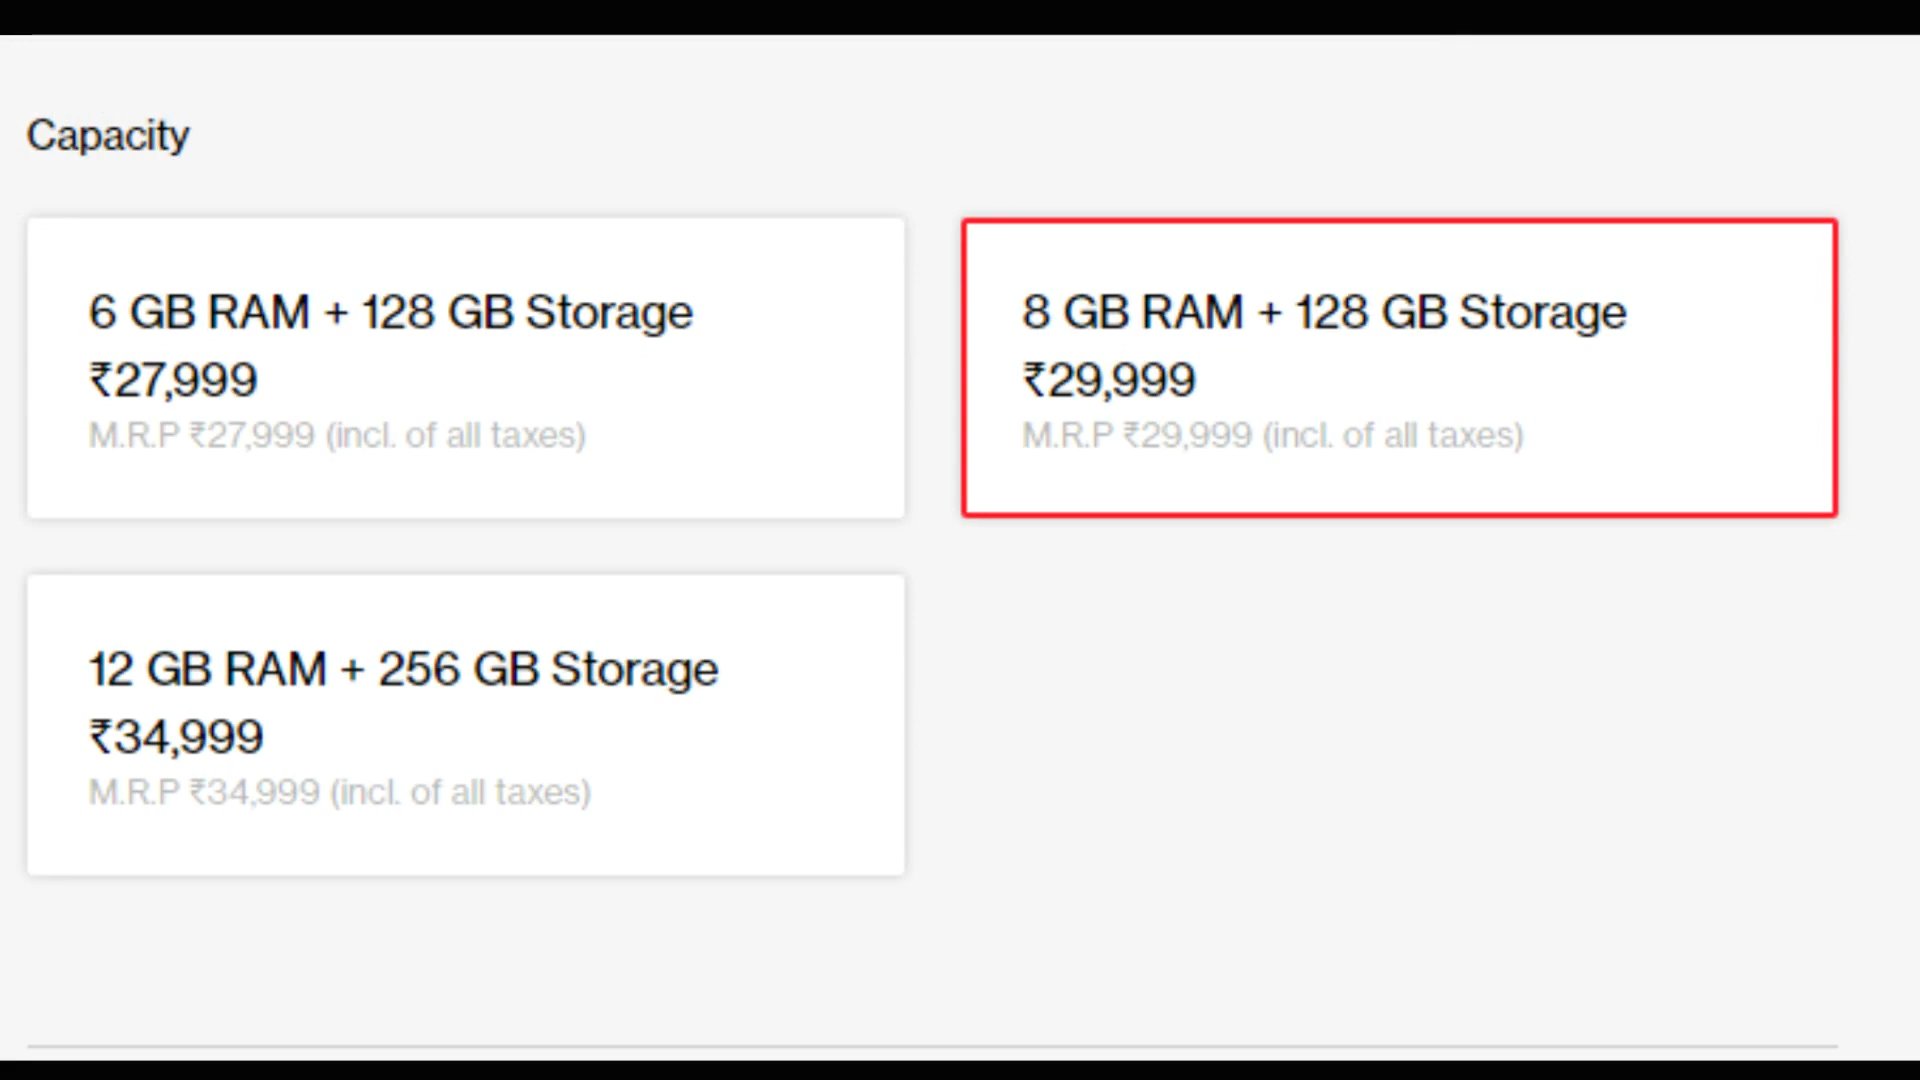 Capacity
6 GB RAM + 128 GB Storage
₹27,999
M.R.P ₹27,999 (incl. of all taxes)
8 GB RAM + 128 GB Storage
₹29,999
M.R.P ₹29,999 (incl. of all taxes)
12 GB RAM + 256 GB Storage
₹34,999
M.R.P ₹34,999 (incl. of all taxes)